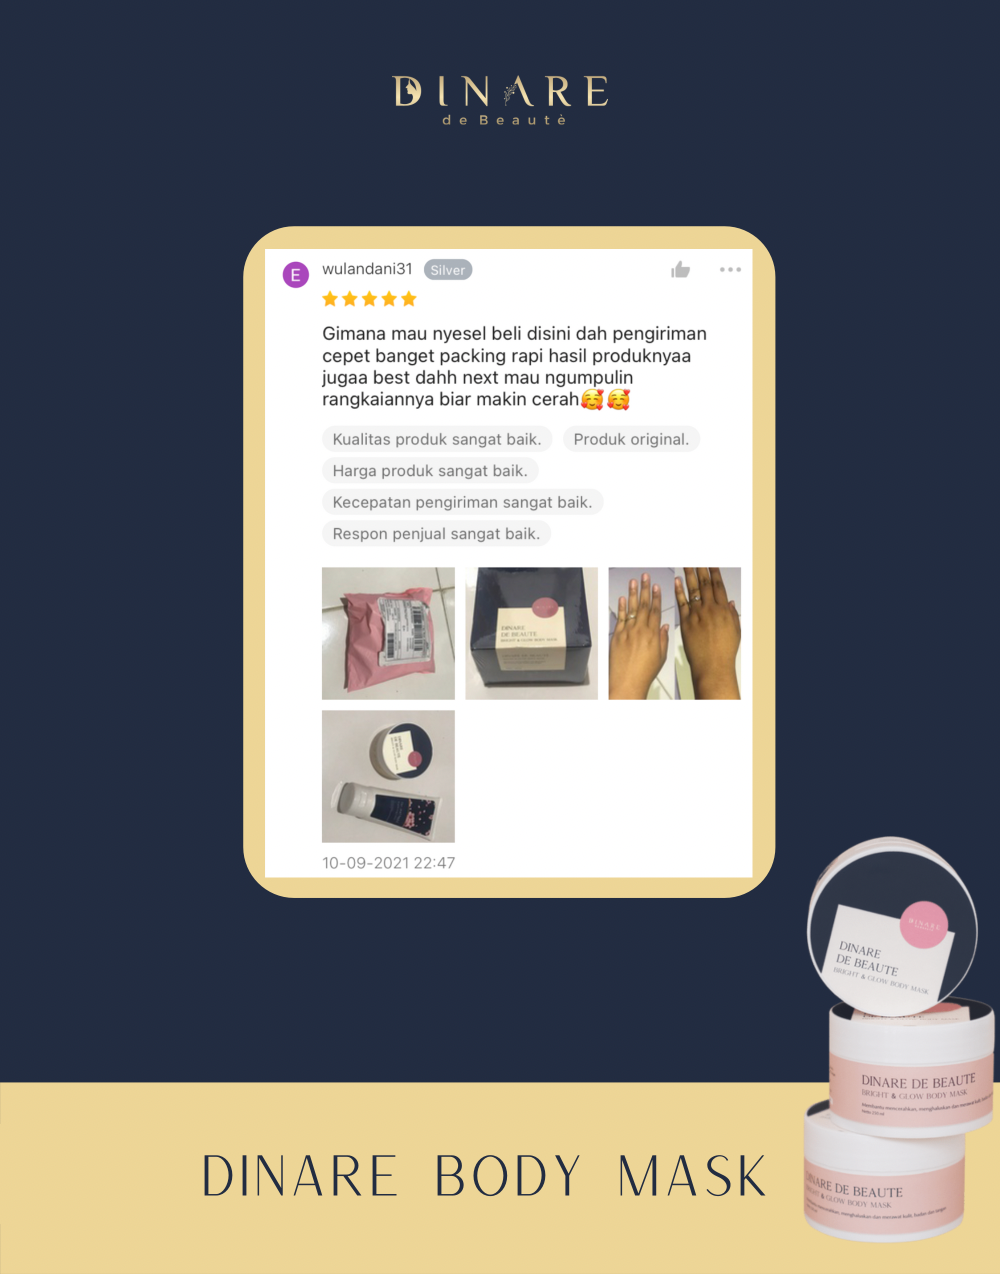 DINARE
de Beautè
E
wulandani31 Silver
Gimana mau nyesel beli disini dah pengiriman
cepet banget packing rapi hasil produknyaa
jugaa best dahh next mau ngumpulin
rangkaiannya biar makin cerah🥰🥰
Kualitas produk sangat baik. Produk original.
Harga produk sangat baik.
Kecepatan pengiriman sangat baik.
Respon penjual sangat baik.
DINARE
DE BEAUTE
BRIGHT & GLOW BODY MASK
DINARE
DE BEAUTE
10-09-2021 22:47
DINARE
DINARE
DE BEAUTE
BRIGHT & GLOW BODY MASK
DINARE DE BEAUTE
BRIGHT & GLOW BODY MASK
DINARE DE BEAUTE
BRIGHT & GLOW BODY MASK
DINARE BODY MASK